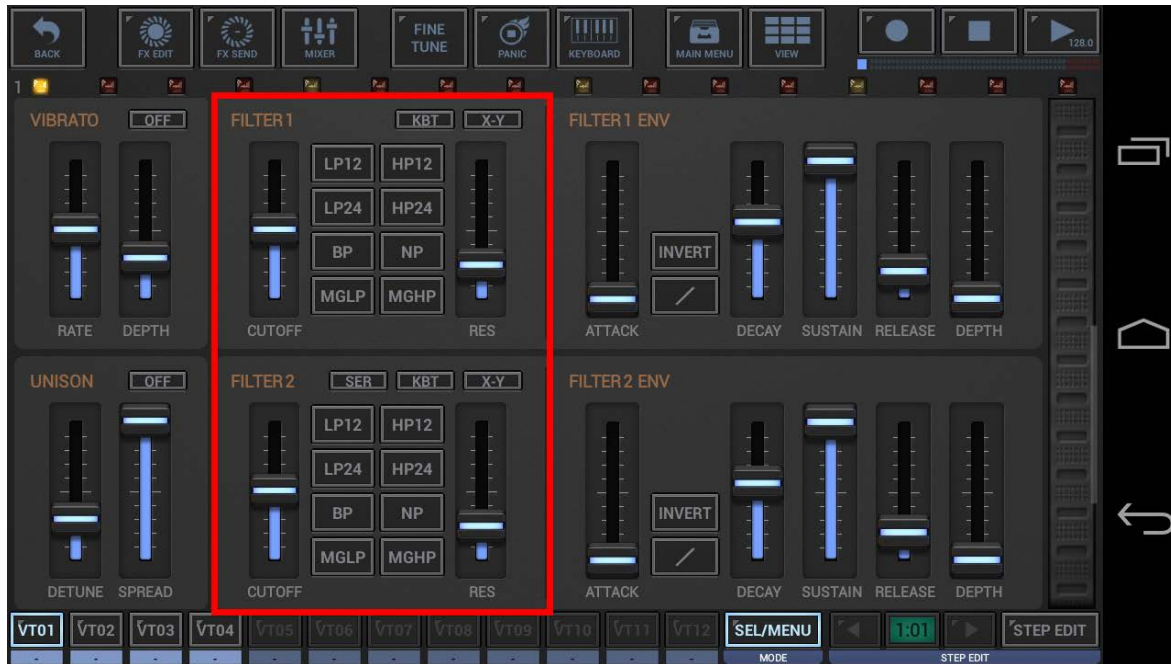 BACK
FX EDIT
FX SEND
MIXER
FINE
TUNE
PANIC
KEYBOARD
MAIN MENU
VIEW
128.0
1
VIBRATO OFF
FILTER 1 KBT X-Y
FILTER 1 ENV
LP12 HP12
LP24 HP24
BP NP
INVERT
MGLP MGHP
RATE DEPTH
CUTOFF RES
ATTACK DECAY SUSTAIN RELEASE DEPTH
UNISON OFF
FILTER 2 SER KBT X-Y
FILTER 2 ENV
LP12 HP12
LP24 HP24
BP NP
INVERT
MGLP MGHP
DETUNE SPREAD
CUTOFF RES
ATTACK DECAY SUSTAIN RELEASE DEPTH
VT01 VT02 VT03 VT04 VT05 VT06 VT07 VT08 VT09 VT10 VT11 VT12 SEL/MENU 1:01 STEP EDIT
- - - - - - - - - - - - MODE STEP EDIT